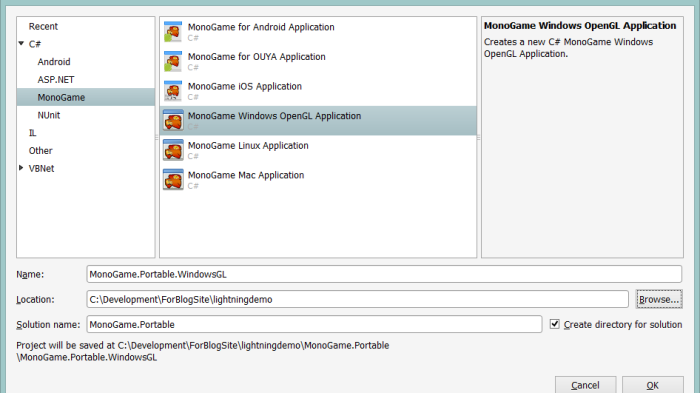 Recent
C#
Android
ASP.NET
MonoGame
NUnit
IL
Other
VBNet
MonoGame for Android Application
C#
MonoGame for OUYA Application
C#
MonoGame iOS Application
C#
MonoGame Windows OpenGL Application
C#
MonoGame Linux Application
C#
MonoGame Mac Application
C#
MonoGame Windows OpenGL Application
Creates a new C# MonoGame Windows
OpenGL Application.
Name: MonoGame.Portable.WindowsGL
Location: C:\Development\ForBlogSite\lightningdemo Browse...
Solution name: MonoGame.Portable Create directory for solution
Project will be saved at C:\Development\ForBlogSite\lightningdemo\MonoGame.Portable
\MonoGame.Portable.WindowsGL
Cancel OK